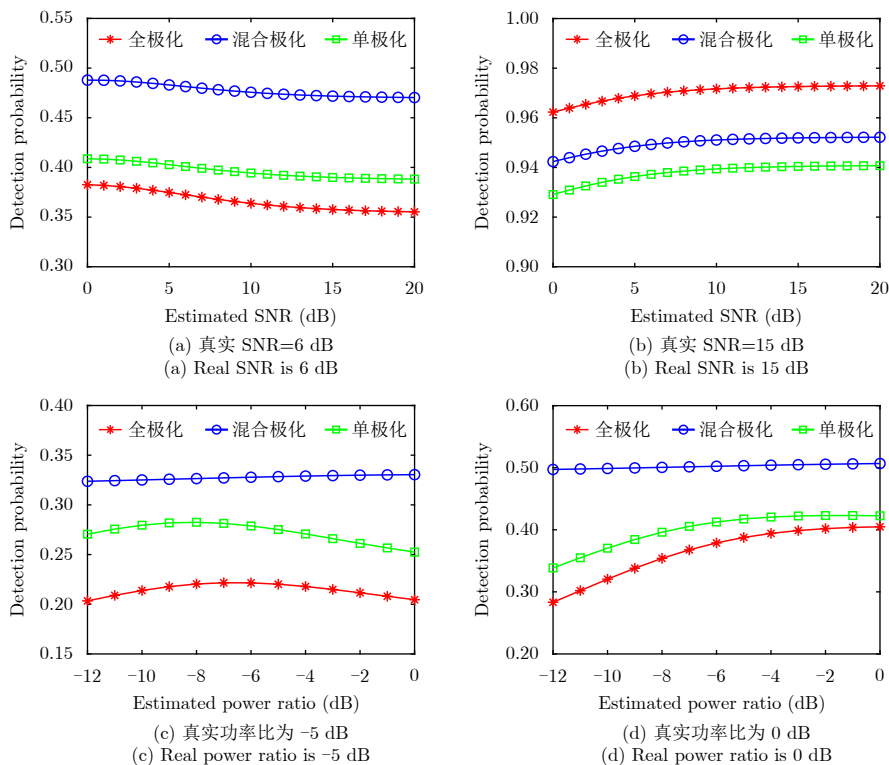 0.55
全极化 混合极化 单极化
0.50
0.45
0.40
0.35
0.30
Detection probability
0 5 10 15 20
Estimated SNR (dB)
(a) 真实 SNR=6 dB
(a) Real SNR is 6 dB
1.00
全极化 混合极化 单极化
0.98
0.96
0.94
0.92
0.90
Detection probability
0 5 10 15 20
Estimated SNR (dB)
(b) 真实 SNR=15 dB
(b) Real SNR is 15 dB
0.40
全极化 混合极化 单极化
0.35
0.30
0.25
0.20
0.15
Detection probability
−12 −10 −8 −6 −4 −2 0
Estimated power ratio (dB)
(c) 真实功率比为 −5 dB
(c) Real power ratio is −5 dB
0.60
全极化 混合极化 单极化
0.50
0.40
0.30
0.20
Detection probability
−12 −10 −8 −6 −4 −2 0
Estimated power ratio (dB)
(d) 真实功率比为 0 dB
(d) Real power ratio is 0 dB